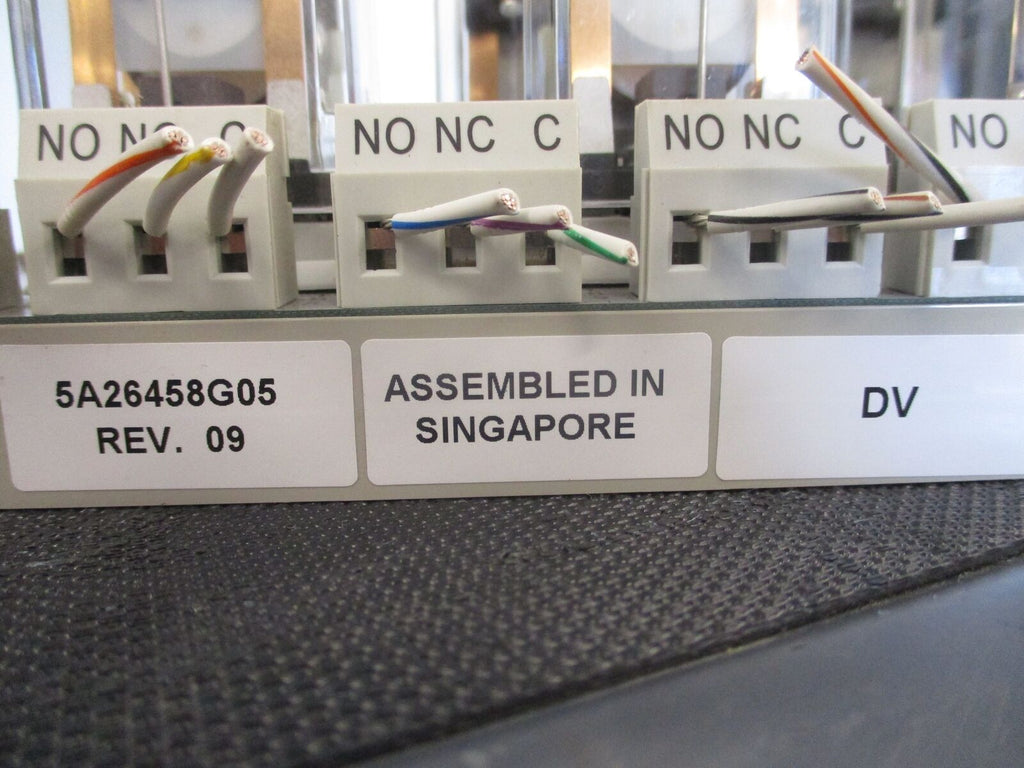 NO NC C
NO NC C
NO NC C
NO
5A26458G05
REV. 09
ASSEMBLED IN
SINGAPORE
DV